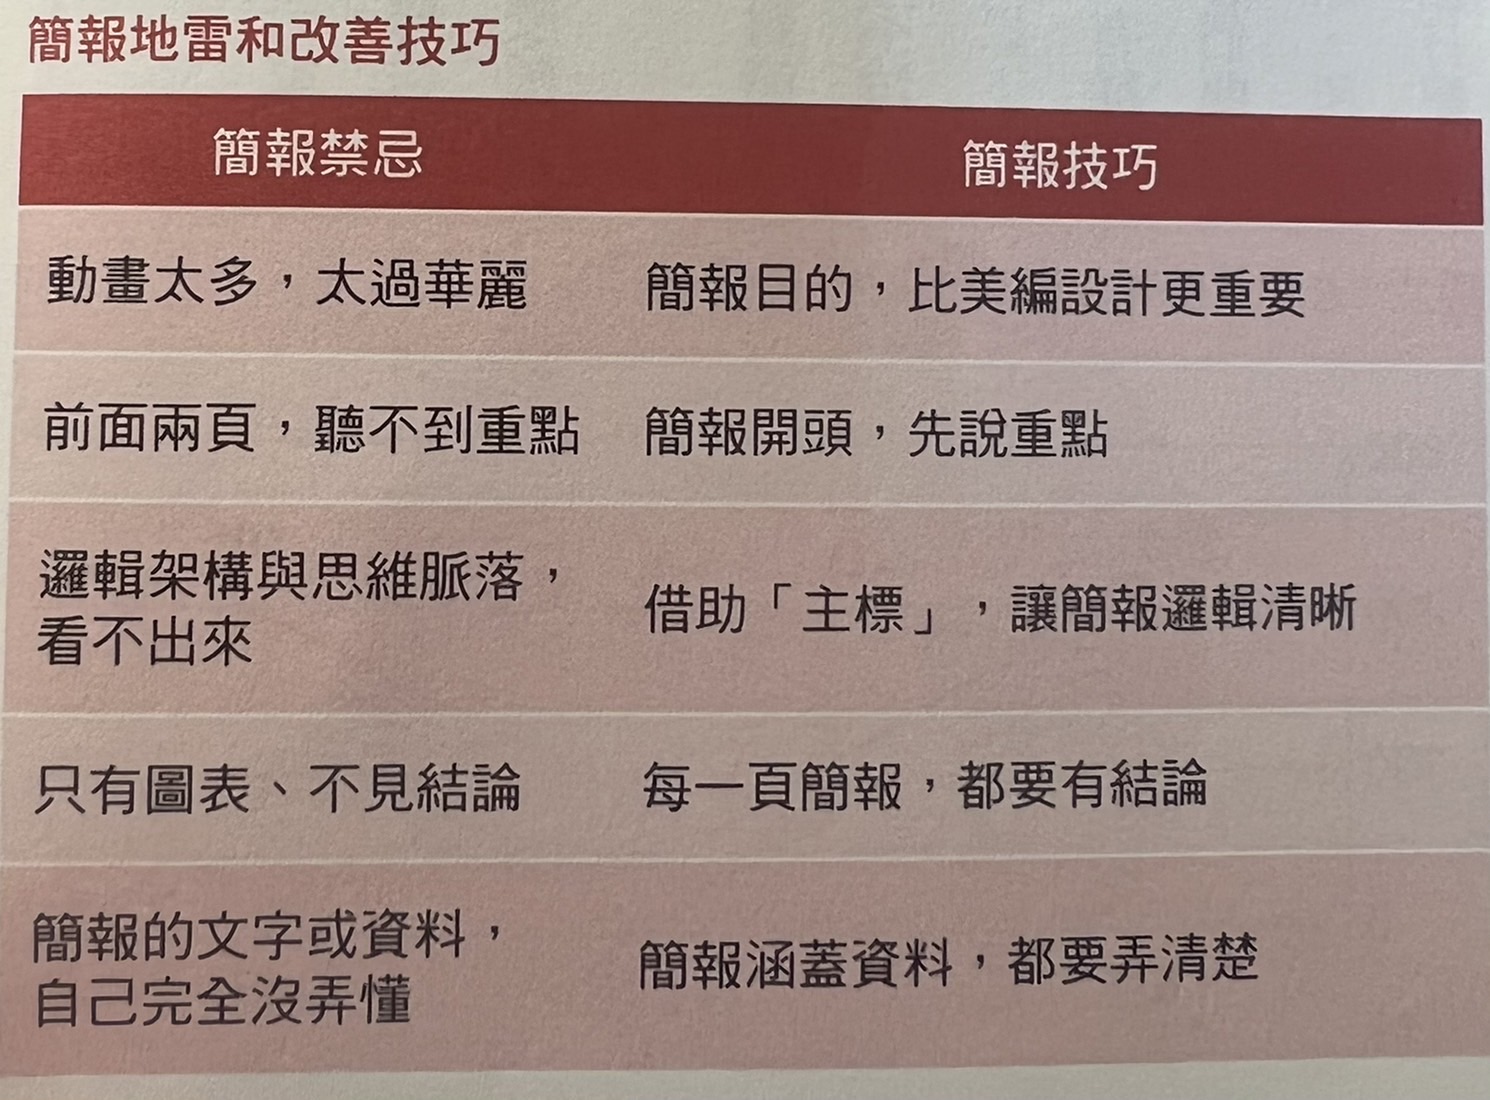 簡報地雷和改善技巧
簡報禁忌
簡報技巧
動畫太多，太過華麗
簡報目的，比美編設計更重要
前面兩頁，聽不到重點
簡報開頭，先說重點
邏輯架構與思維脈落，
看不出來
借助「主標」，讓簡報邏輯清晰
只有圖表、不見結論
每一頁簡報，都要有結論
簡報的文字或資料，
自己完全沒弄懂
簡報涵蓋資料，都要弄清楚